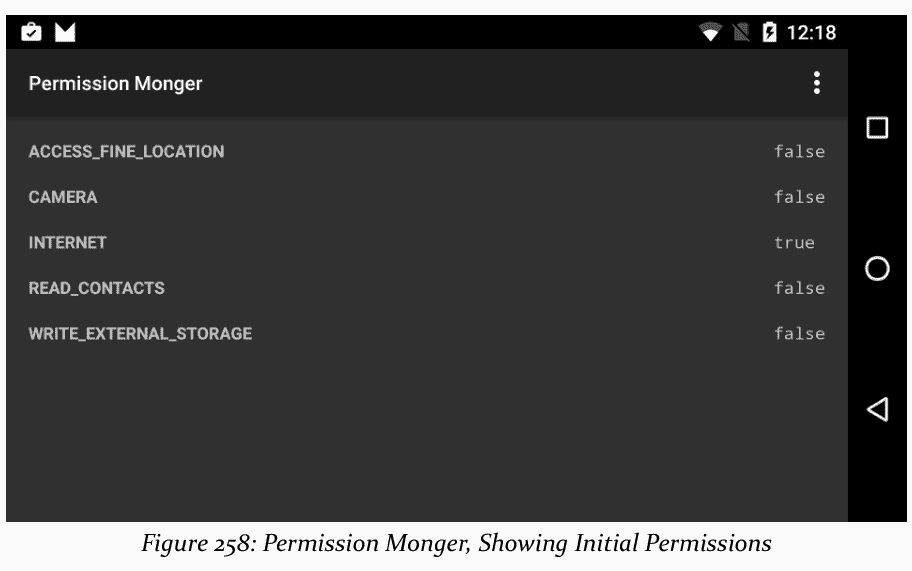 12:18
Permission Monger
ACCESS_FINE_LOCATION false
CAMERA false
INTERNET true
READ_CONTACTS false
WRITE_EXTERNAL_STORAGE false
Figure 258: Permission Monger, Showing Initial Permissions